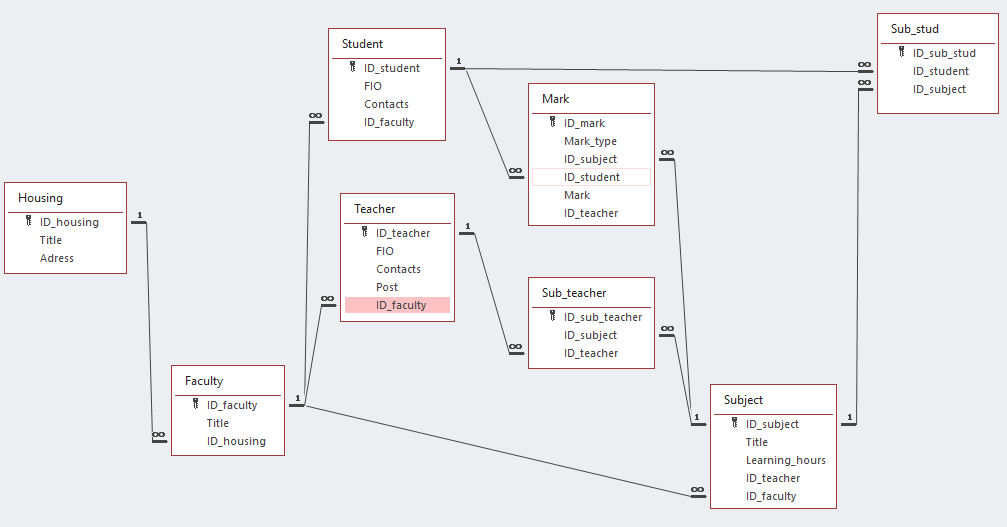 Student
ID_student
FIO
Contacts
ID_faculty
1
∞
Sub_stud
ID_sub_stud
ID_student
ID_subject
∞
∞
1
Mark
ID_mark
Mark_type
ID_subject
ID_student
Mark
ID_teacher
∞
∞
Housing
ID_housing
Title
Adress
1
Teacher
ID_teacher
FIO
Contacts
Post
ID_faculty
1
∞
Sub_teacher
ID_sub_teacher
ID_subject
ID_teacher
∞
∞
Faculty
ID_faculty
Title
ID_housing
1
∞
Subject
ID_subject
Title
Learning_hours
ID_teacher
ID_faculty
1
∞